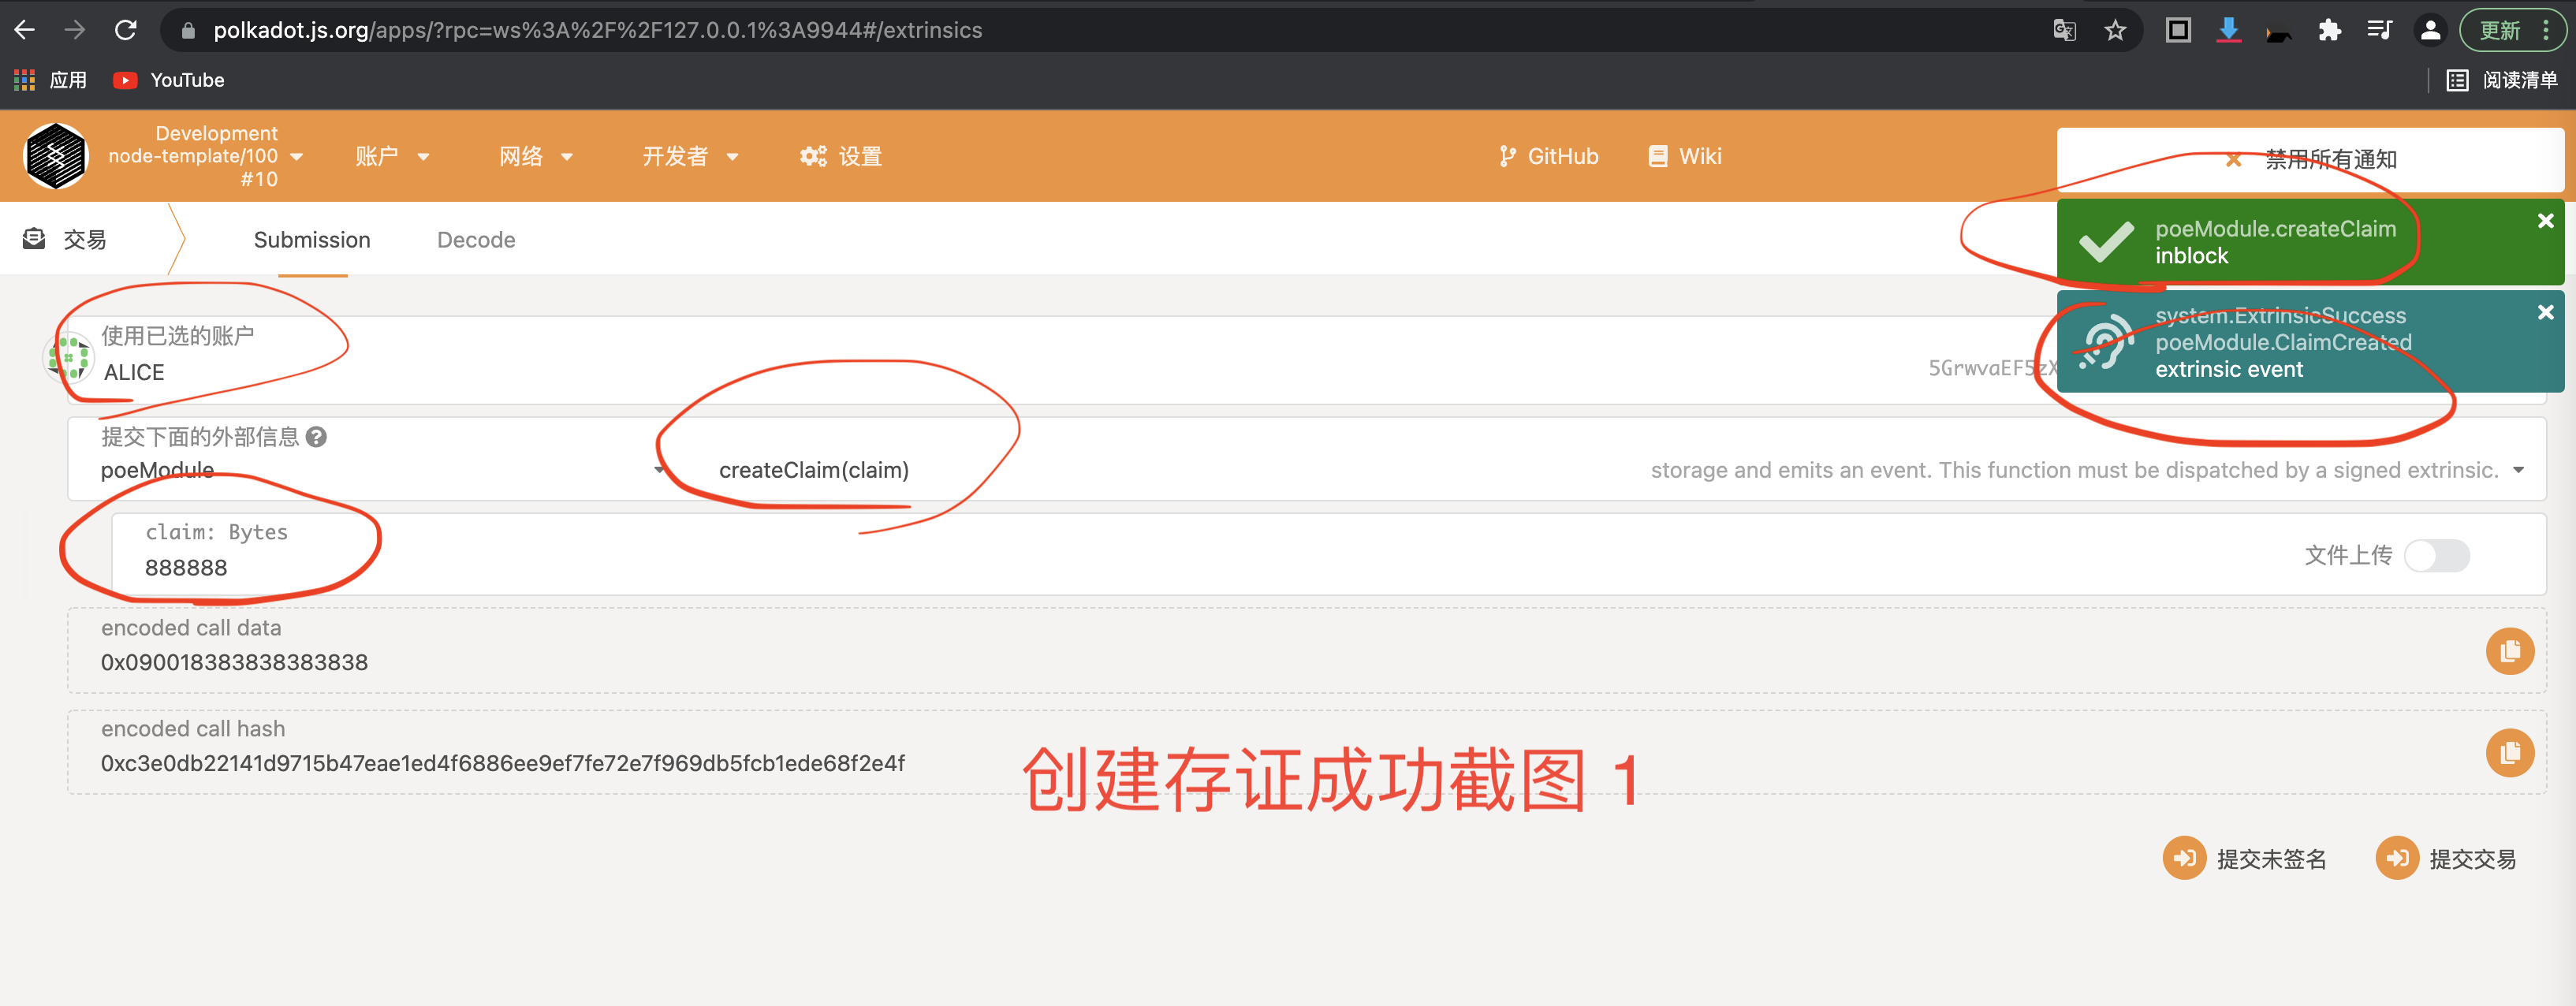 polkadot.js.org/apps/?rpc=ws%3A%2F%2F127.0.0.1%3A9944#/extrinsics
更新
应用
YouTube
阅读清单
Development
node-template/100
#10
账户
网络
开发者
设置
GitHub
Wiki
禁用所有通知
交易
Submission
Decode
poeModule.createClaim
inblock
system.ExtrinsicSuccess
poeModule.ClaimCreated
extrinsic event
使用已选的账户
ALICE
5GrwvaEF5zX
提交下面的外部信息
poeModule
createClaim(claim)
storage and emits an event. This function must be dispatched by a signed extrinsic.
claim: Bytes
888888
文件上传
encoded call data
0x090018383838383838
encoded call hash
0xc3e0db22141d9715b47eae1ed4f6886ee9ef7fe72e7f969db5fcb1ede68f2e4f
创建存证成功截图 1
提交未签名
提交交易